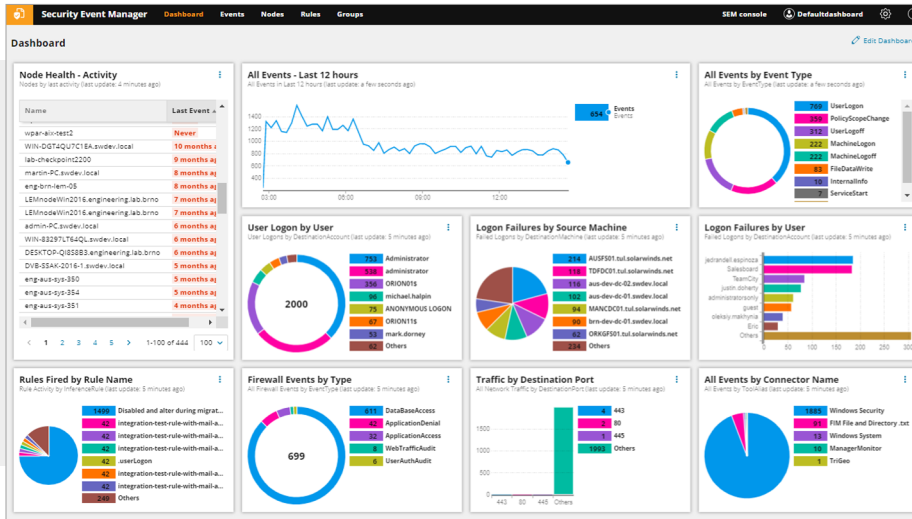 Security Event Manager Dashboard Events Nodes Rules Groups SEM console Defaultdashboard
Dashboard
Edit Dashboard
Node Health - Activity
Nodes by last activity (last update: 4 minutes ago)
Name Last Event
wpar-aix-test2 Never
WIN-DGT4QU7C1EA.swdev.local 10 months ag
lab-checkpoint2200 9 months ag
martin-PC.swdev.local 8 months ag
eng-brn-lem-05 8 months ag
LEMnodeWin2016.engineering.lab.brno 7 months ag
LEMnodeWin2016.engineering.lab.brno 7 months ag
admin-PC.swdev.local 6 months ag
WIN-83297LT64QL.swdev.local 6 months ag
DESKTOP-QI8S8B3.engineering.lab.brno 6 months ag
DVB-SSAK-2016-1.swdev.local 5 months ag
eng-aus-sys-350 5 months ag
eng-aus-sys-354 5 months ag
eng-aus-sys-351 4 months ag
1 2 3 4 5 1-100 of 444 100
All Events - Last 12 hours
All Events in Last 12 hours (last update: a few seconds ago)
1400
1200
1000
800
600
400
03:00 06:00 09:00 12:00
654 Events
Events
All Events by Event Type
All Events by EventType (last update: a few seconds ago)
769 UserLogon
359 PolicyScopeChange
312 UserLogoff
222 MachineLogon
222 MachineLogoff
83 FileDataWrite
10 InternalInfo
7 ServiceStart
User Logon by User
User Logons by DestinationAccount (last update: 5 minutes ago)
2000
753 Administrator
538 administrator
356 ORION01$
96 michael.halpin
75 ANONYMOUS LOGON
67 ORION11$
53 mark.dorney
62 Others
Logon Failures by Source Machine
Failed Logons by DestinationMachine (last update: 5 minutes ago)
214 AUSFS01.tul.solarwinds.net
118 TDFDC01.tul.solarwinds.net
116 aus-dev-dc-02.swdev.local
102 aus-dev-dc-01.swdev.local
94 MANCDC01.tul.solarwinds.net
90 brn-dev-dc-01.swdev.local
62 ORKGFS01.tul.solarwinds.net
234 Others
Logon Failures by User
Failed Logons by DestinationAccount (last update: 5 minutes ago)
jedrandell.espinoza
Salesboard
TeamCity
justin.doherty
administratorsonly
guest
oleksiy.makhynia
Eric
Others
0 50 100 150 200 250 300
Rules Fired by Rule Name
Rule Activity by InferenceRule (last update: 5 minutes ago)
1499 Disabled and alter during migrat...
42 integration-test-rule-with-mail-a...
42 integration-test-rule-with-mail-a...
42 integration-test-rule-with-mail-a...
42 .userLogon
42 integration-test-rule-with-mail-a...
42 integration-test-rule-with-mail-a...
249 Others
Firewall Events by Type
All Firewall Events by EventType (last update: 5 minutes ago)
699
611 DataBaseAccess
42 ApplicationDenial
32 ApplicationAccess
8 WebTrafficAudit
6 UserAuthAudit
Traffic by Destination Port
All Network Traffic by DestinationPort (last update: 5 minutes ago)
1500
1000
500
0
443 80 445 Others
4 443
2 80
1 445
1993 Others
All Events by Connector Name
All Events by ToolAlias (last update: 5 minutes ago)
1885 Windows Security
91 FIM File and Directory .txt
13 Windows System
10 ManagerMonitor
1 TriGeo